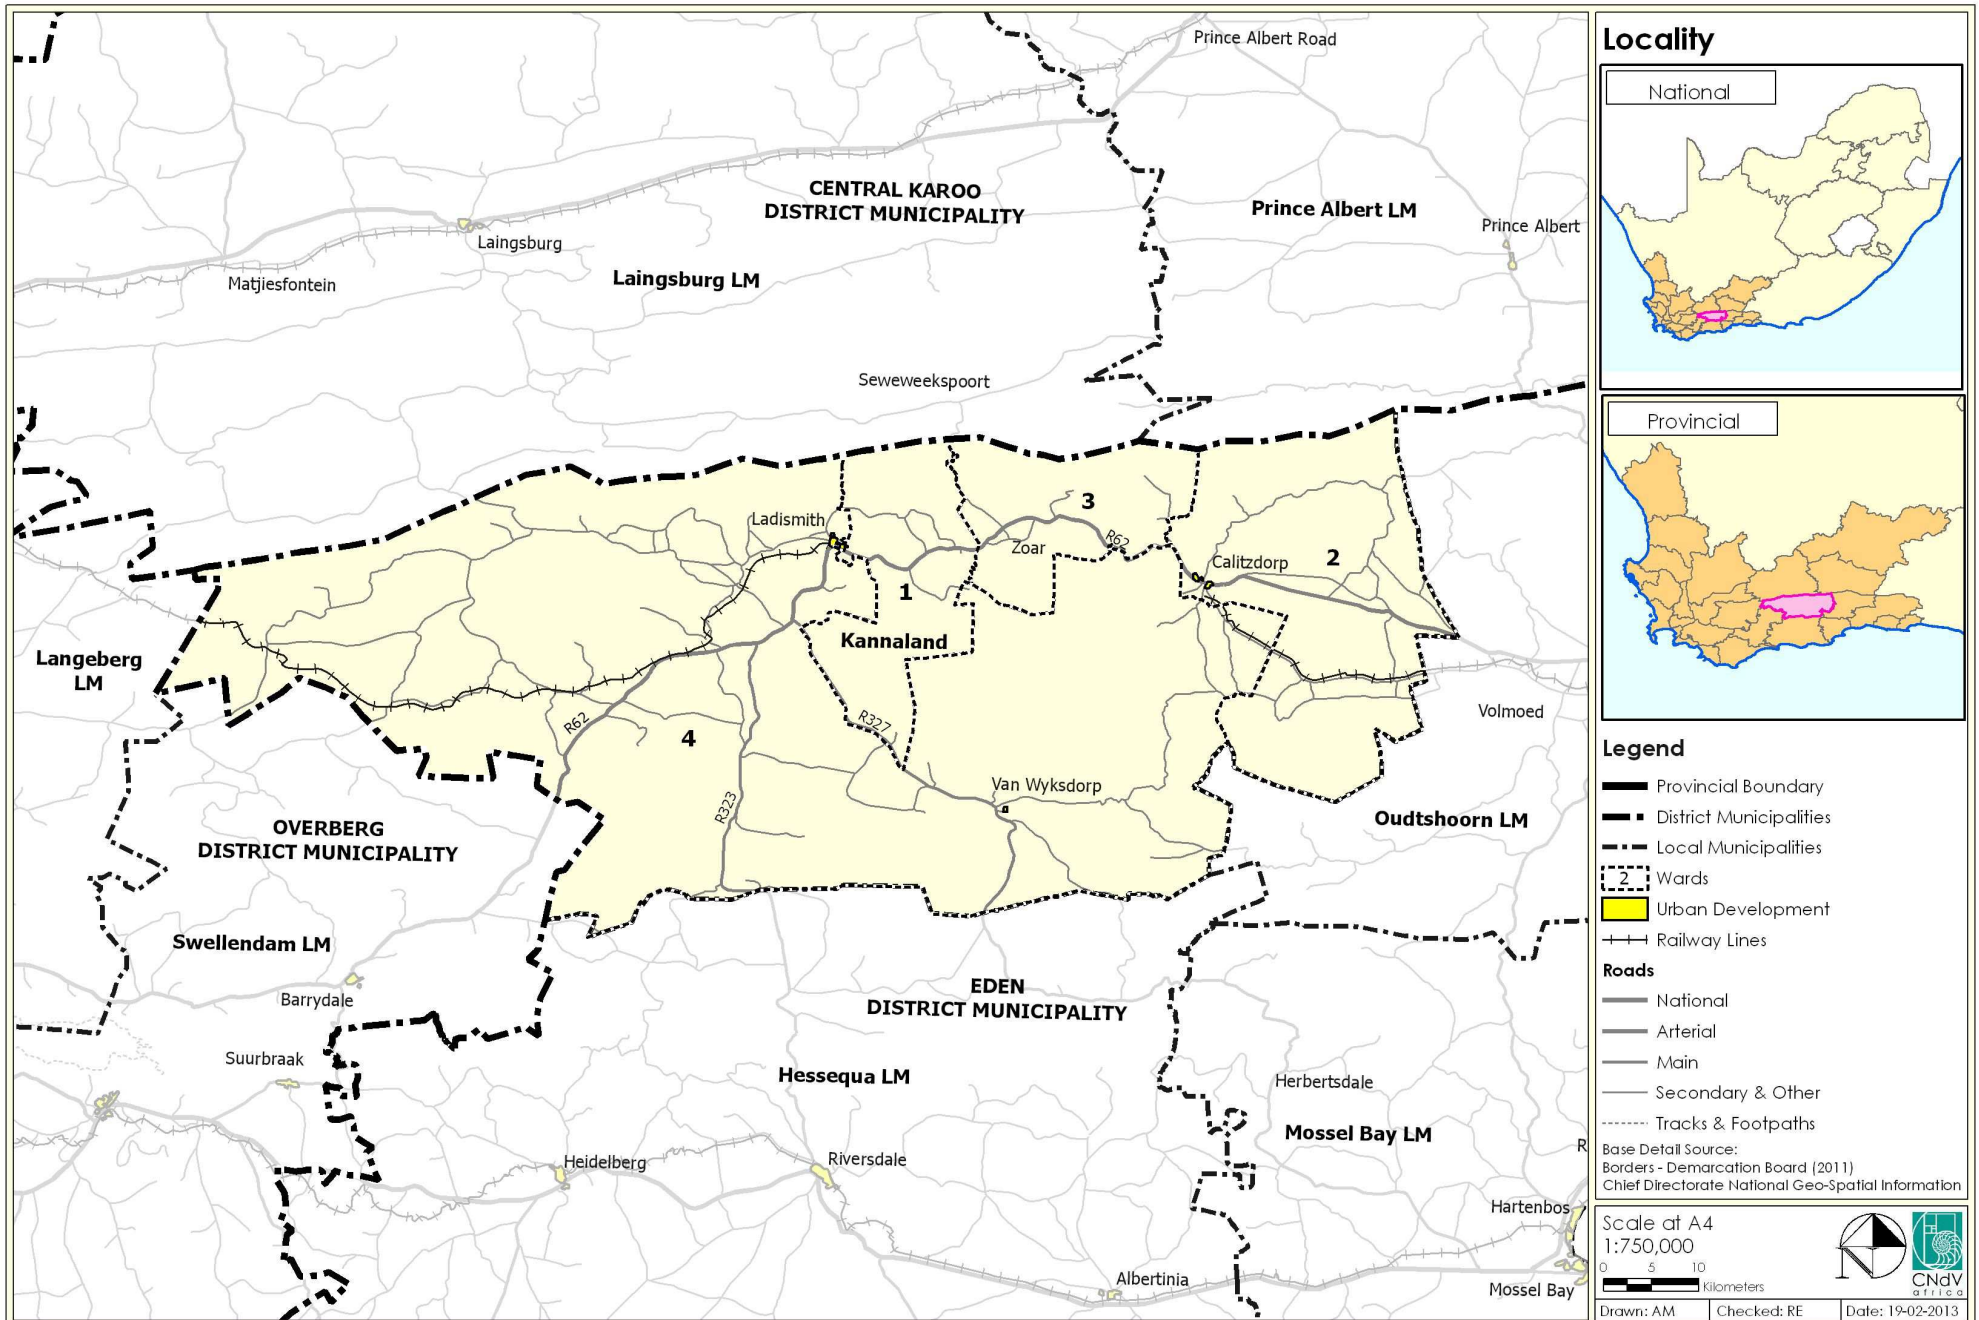 Prince Albert Road
CENTRAL KAROO
DISTRICT MUNICIPALITY
Prince Albert LM
Prince Albert
Laingsburg
Matjiesfontein
Laingsburg LM
Seweweekspoort
Ladismith
3
Zoar
R62
Calitzdorp
2
1
Kannaland
Langeberg
LM
R62
4
R327
R323
Van Wyksdorp
Volmoed
Oudtshoorn LM
OVERBERG
DISTRICT MUNICIPALITY
Swellendam LM
Barrydale
EDEN
DISTRICT MUNICIPALITY
Suurbraak
Hessequa LM
Herbertsdale
Mossel Bay LM
R
Heidelberg
Riversdale
Hartenbos
Albertinia
Mossel Bay
Locality
National
Provincial
Legend
Provincial Boundary
District Municipalities
Local Municipalities
2 Wards
Urban Development
Railway Lines
Roads
National
Arterial
Main
Secondary & Other
Tracks & Footpaths
Base Detail Source:
Borders - Demarcation Board (2011)
Chief Directorate National Geo-Spatial Information
Scale at A4
1:750,000
0 5 10
Kilometers
N
CNdV
africa
Drawn: AM
Checked: RE
Date: 19-02-2013